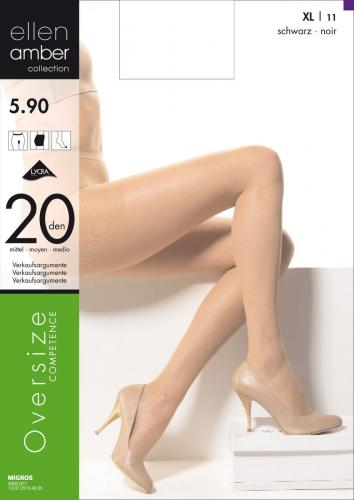 ellen
amber
collection
XL | 11
schwarz · noir
5.90
LYCRA
20 den
mittel · moyen · medio
Verkaufsargumente
Verkaufsargumente
Verkaufsargumente
Oversize
COMPETENCE
MIGROS